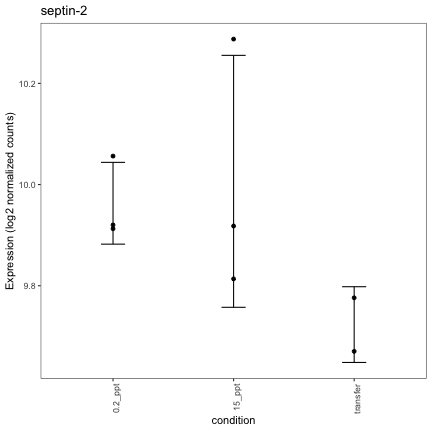 septin-2
Expression (log2 normalized counts)
10.2
10.0
9.8
0.2_ppt
15_ppt
transfer
condition